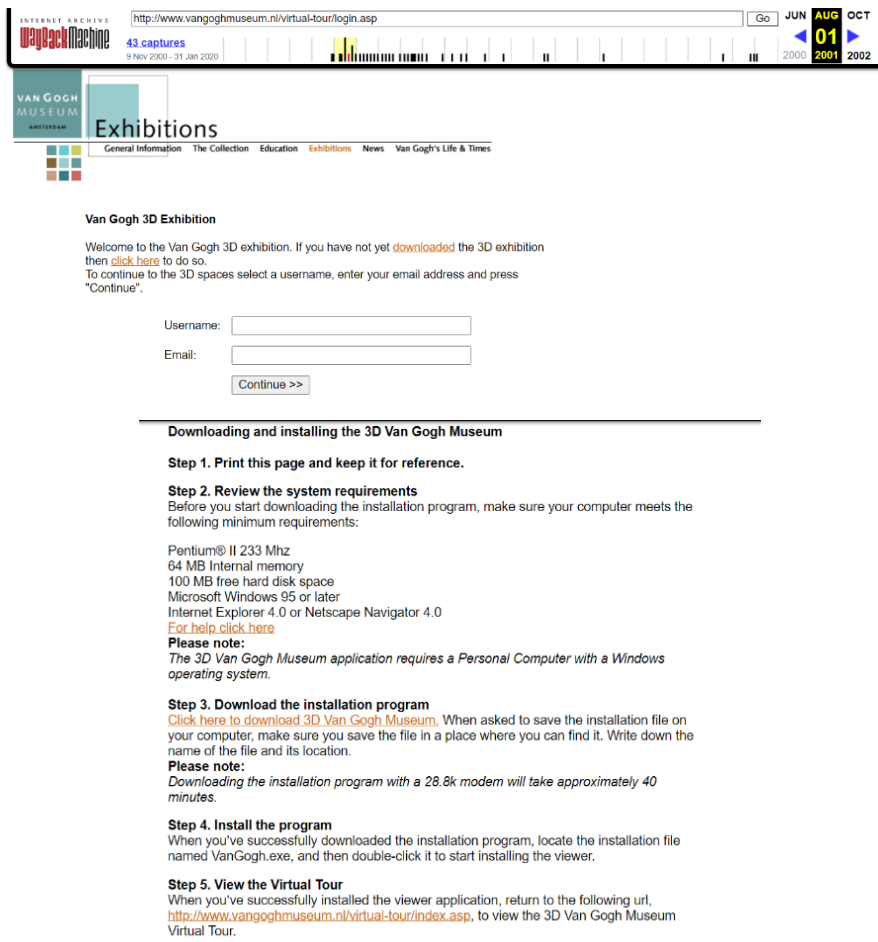 INTERNET ARCHIVE
WayBackMachine
http://www.vangoghmuseum.nl/virtual-tour/login.asp
Go
JUN AUG OCT
43 captures
01
9 Nov 2000 - 31 Jan 2020
2000 2001 2002
VAN GOGH
MUSEUM
AMSTERDAM
Exhibitions
General Information The Collection Education Exhibitions News Van Gogh's Life & Times
Van Gogh 3D Exhibition
Welcome to the Van Gogh 3D exhibition. If you have not yet downloaded the 3D exhibition
then click here to do so.
To continue to the 3D spaces select a username, enter your email address and press
"Continue".
Username:
Email:
Continue >>
Downloading and installing the 3D Van Gogh Museum
Step 1. Print this page and keep it for reference.
Step 2. Review the system requirements
Before you start downloading the installation program, make sure your computer meets the
following minimum requirements:
Pentium® II 233 Mhz
64 MB Internal memory
100 MB free hard disk space
Microsoft Windows 95 or later
Internet Explorer 4.0 or Netscape Navigator 4.0
For help click here
Please note:
The 3D Van Gogh Museum application requires a Personal Computer with a Windows
operating system.
Step 3. Download the installation program
Click here to download 3D Van Gogh Museum. When asked to save the installation file on
your computer, make sure you save the file in a place where you can find it. Write down the
name of the file and its location.
Please note:
Downloading the installation program with a 28.8k modem will take approximately 40
minutes.
Step 4. Install the program
When you've successfully downloaded the installation program, locate the installation file
named VanGogh.exe, and then double-click it to start installing the viewer.
Step 5. View the Virtual Tour
When you've successfully installed the viewer application, return to the following url,
http://www.vangoghmuseum.nl/virtual-tour/index.asp, to view the 3D Van Gogh Museum
Virtual Tour.